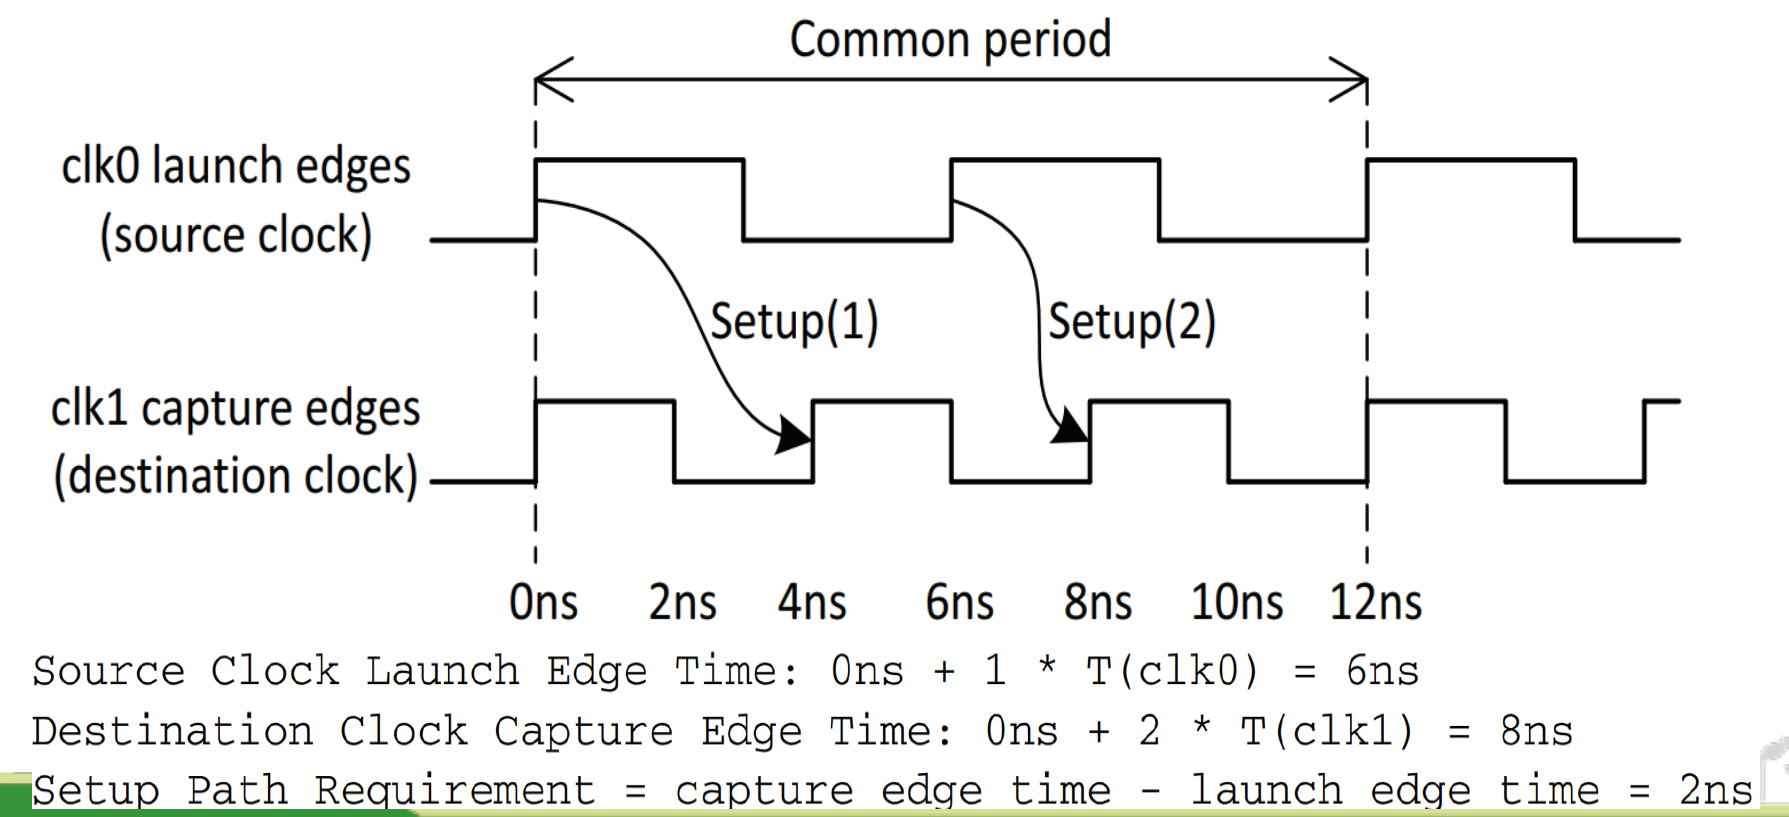 Common period
clk0 launch edges
(source clock)
Setup(1)
Setup(2)
clk1 capture edges
(destination clock)
0ns 2ns 4ns 6ns 8ns 10ns 12ns
Source Clock Launch Edge Time: 0ns + 1 * T(clk0) = 6ns
Destination Clock Capture Edge Time: 0ns + 2 * T(clk1) = 8ns
Setup Path Requirement = capture edge time - launch edge time = 2ns